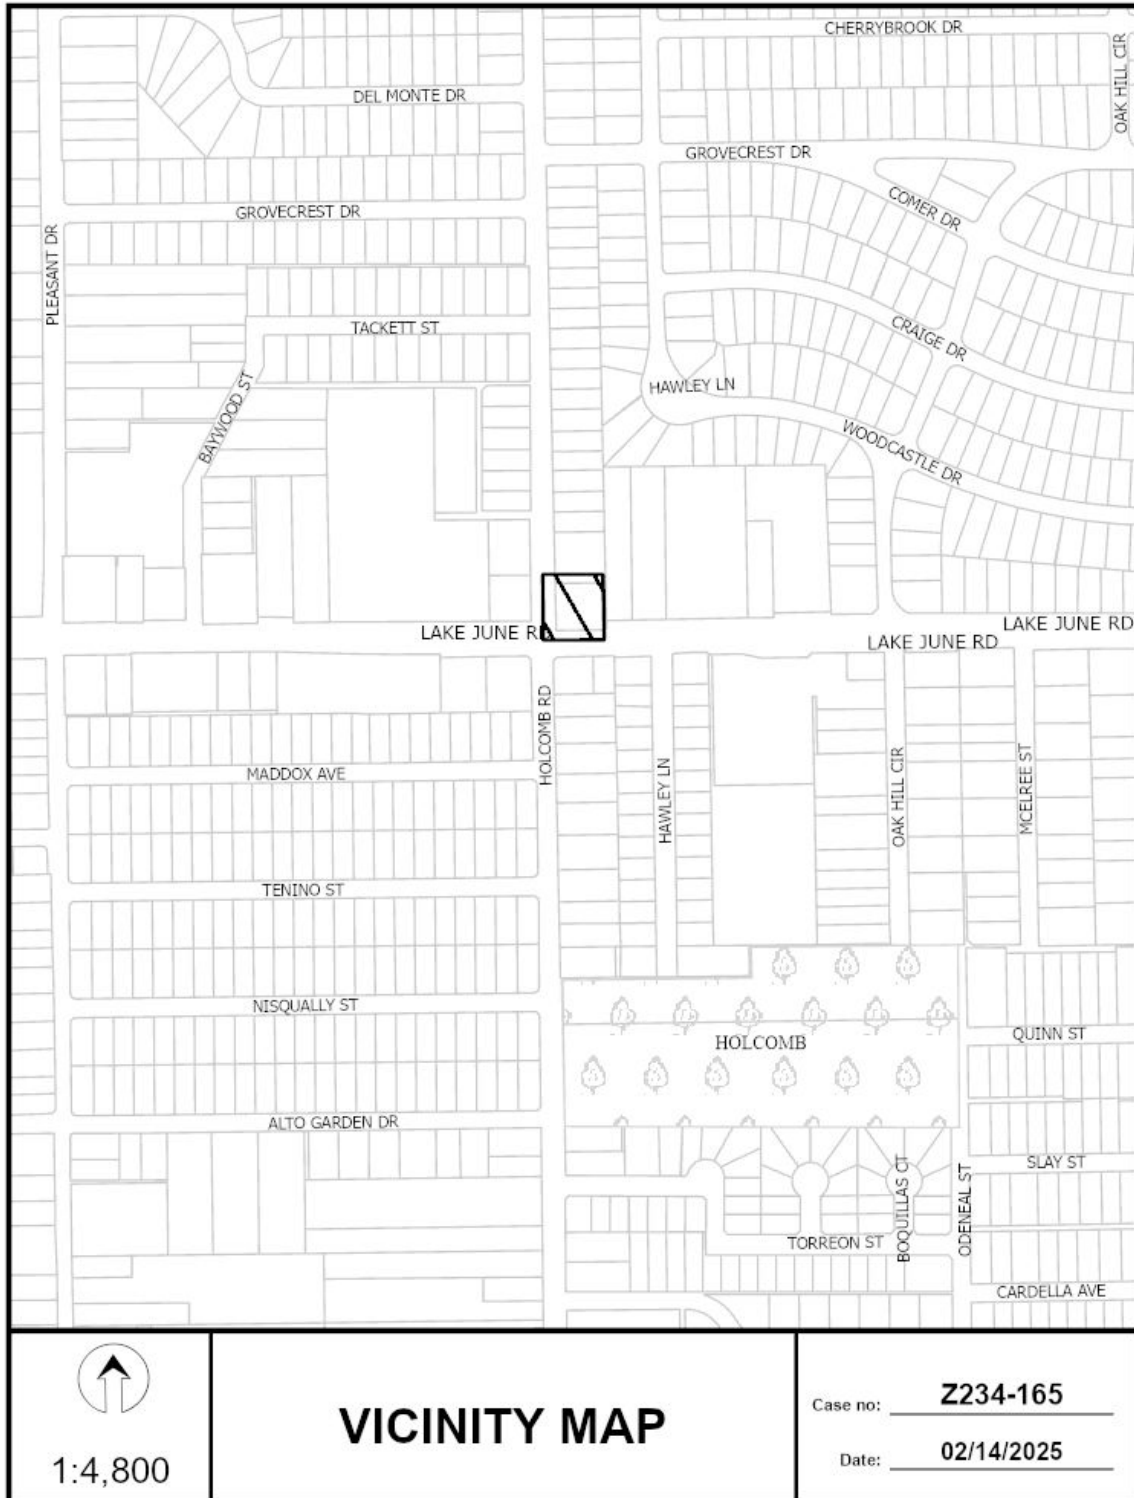 CHERRYBROOK DR
OAK HILL CIR
DEL MONTE DR
GROVECREST DR
COMER DR
GROVECREST DR
PLEASANT DR
TACKETT ST
CRAIGE DR
HAWLEY LN
BAYWOOD ST
WOODCASTLE DR
LAKE JUNE R
LAKE JUNE RD
LAKE JUNE RD
HOLCOMB RD
HAWLEY LN
OAK HILL CIR
MCELREE ST
MADDOX AVE
TENINO ST
NISQUALLY ST
HOLCOMB
QUINN ST
ALTO GARDEN DR
SLAY ST
BOQUILLAS CT
ODENEAL ST
TORREON ST
CARDELLA AVE
1:4,800
VICINITY MAP
Case no: Z234-165
Date: 02/14/2025